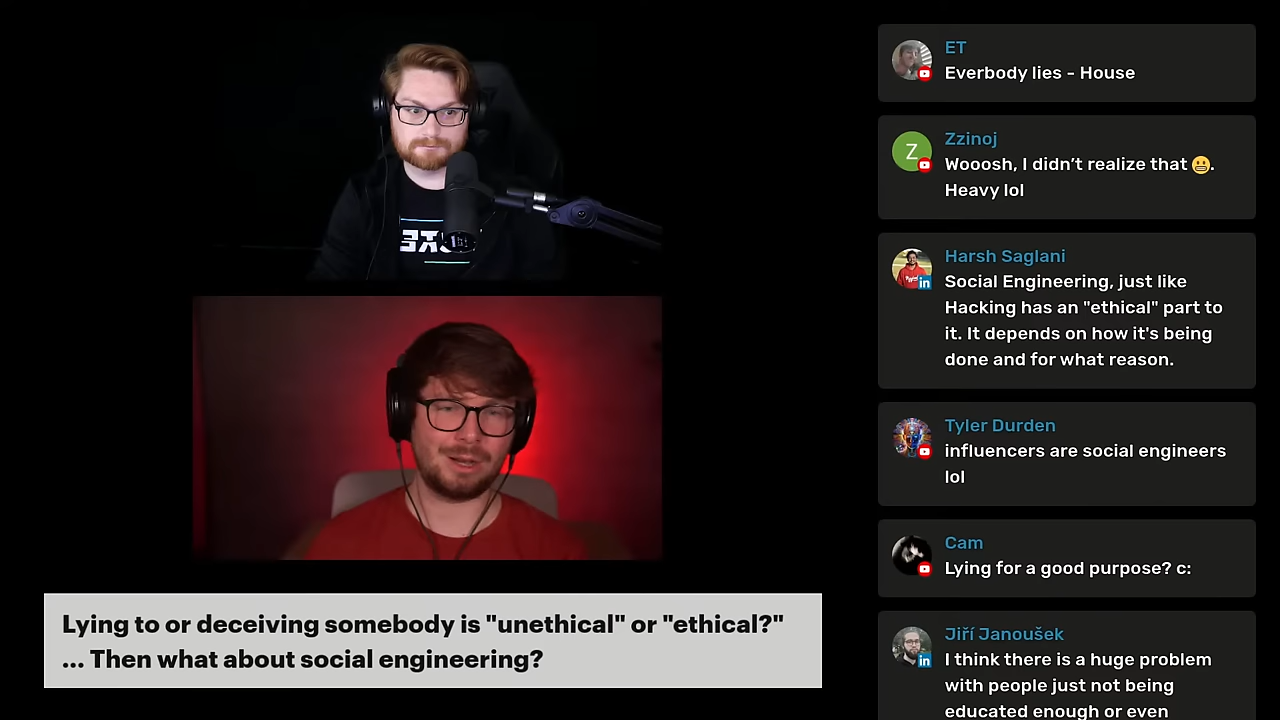 ET
Everbody lies - House
Zzinoj
Z
Wooosh, I didn’t realize that 😬.
Heavy lol
Harsh Saglani
Social Engineering, just like
Hacking has an "ethical" part to
it. It depends on how it's being
done and for what reason.
Tyler Durden
influencers are social engineers
lol
Cam
Lying for a good purpose? c:
Jiří Janoušek
I think there is a huge problem
with people just not being
educated enough or even
Lying to or deceiving somebody is "unethical" or "ethical?"
... Then what about social engineering?